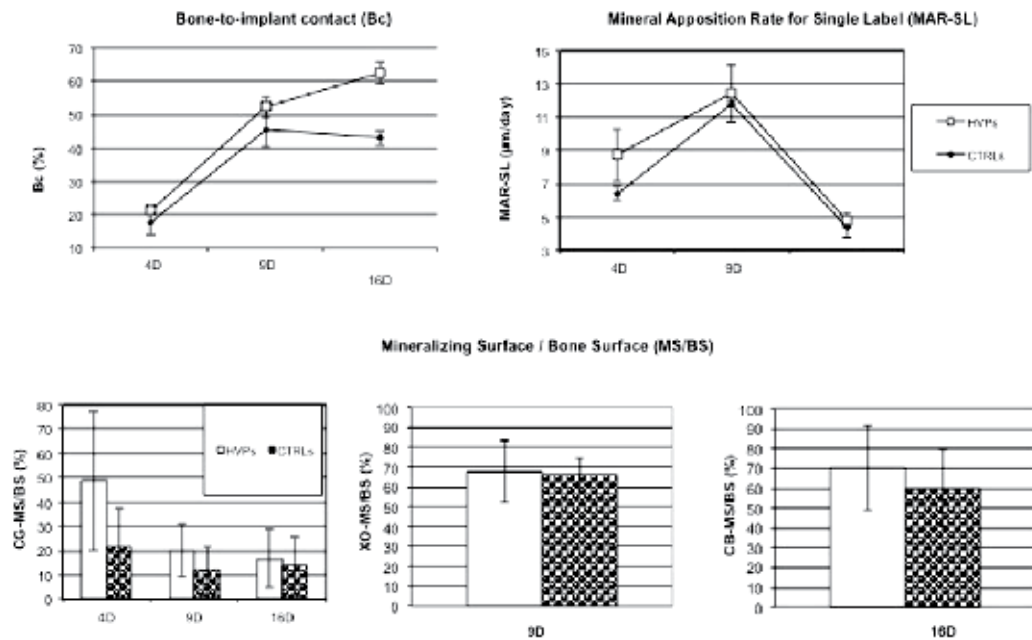 Bone-to-implant contact (Bc)
Bc (%)
70
60
50
40
30
20
10
4D
9D
16D
Mineral Apposition Rate for Single Label (MAR-SL)
MAR-SL (µm/day)
15
13
11
9
7
5
3
4D
9D
HVPs
CTRLs
Mineralizing Surface / Bone Surface (MS/BS)
CG-MS/BS (%)
80
70
60
50
40
30
20
10
0
4D
9D
16D
HVPs
CTRLs
XO-MS/BS (%)
100
90
80
70
60
50
40
30
20
10
0
9D
CB-MS/BS (%)
100
90
80
70
60
50
40
30
20
10
0
16D